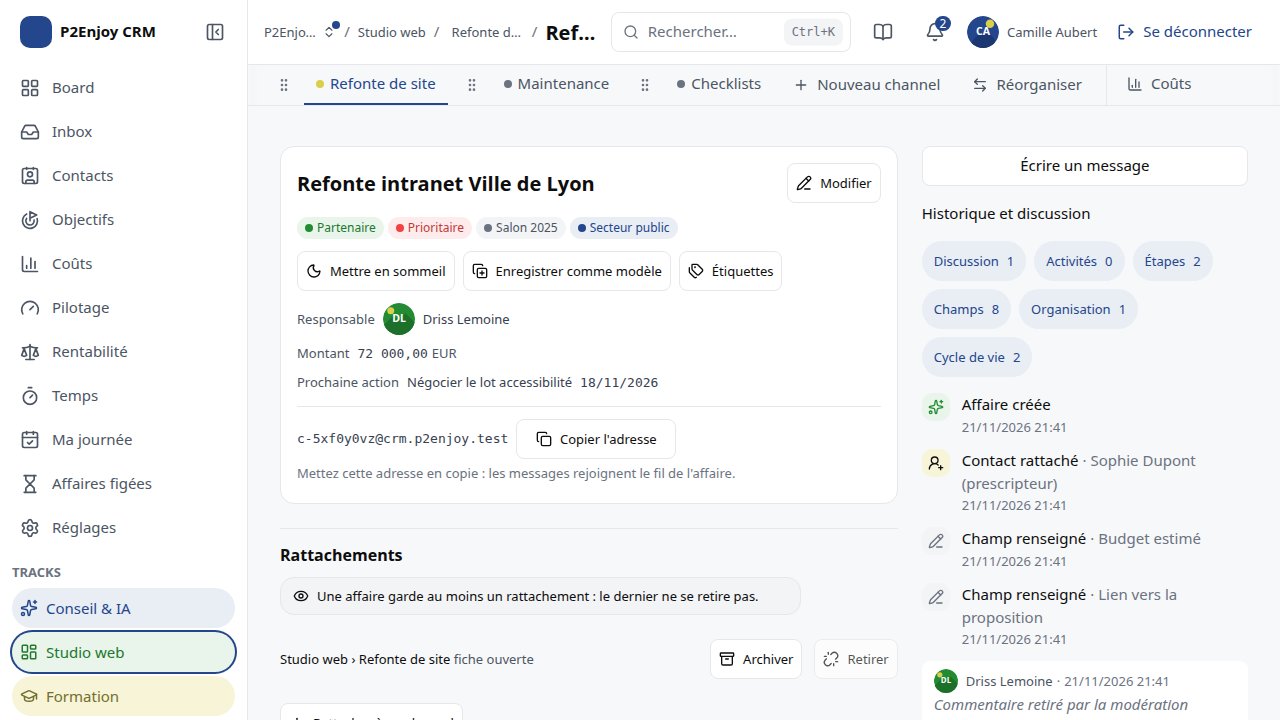 P2Enjoy CRM
P2Enjo... / Studio web / Refonte d... / Ref...
Rechercher... Ctrl+K
2
CA Camille Aubert
Se déconnecter
Board
Inbox
Contacts
Objectifs
Coûts
Pilotage
Rentabilité
Temps
Ma journée
Affaires figées
Réglages
TRACKS
Conseil & IA
Studio web
Formation
Refonte de site
Maintenance
Checklists
Nouveau channel
Réorganiser
Coûts
Refonte intranet Ville de Lyon
Modifier
Partenaire Prioritaire Salon 2025 Secteur public
Mettre en sommeil Enregistrer comme modèle Étiquettes
Responsable DL Driss Lemoine
Montant 72 000,00 EUR
Prochaine action Négocier le lot accessibilité 18/11/2026
c-5xf0y0vz@crm.p2enjoy.test Copier l'adresse
Mettez cette adresse en copie : les messages rejoignent le fil de l'affaire.
Rattachements
Une affaire garde au moins un rattachement : le dernier ne se retire pas.
Studio web › Refonte de site fiche ouverte
Archiver Retirer
Écrire un message
Historique et discussion
Discussion 1 Activités 0 Étapes 2
Champs 8 Organisation 1
Cycle de vie 2
Affaire créée
21/11/2026 21:41
Contact rattaché · Sophie Dupont
(prescripteur)
21/11/2026 21:41
Champ renseigné · Budget estimé
21/11/2026 21:41
Champ renseigné · Lien vers la
proposition
21/11/2026 21:41
DL Driss Lemoine · 21/11/2026 21:41
Commentaire retiré par la modération